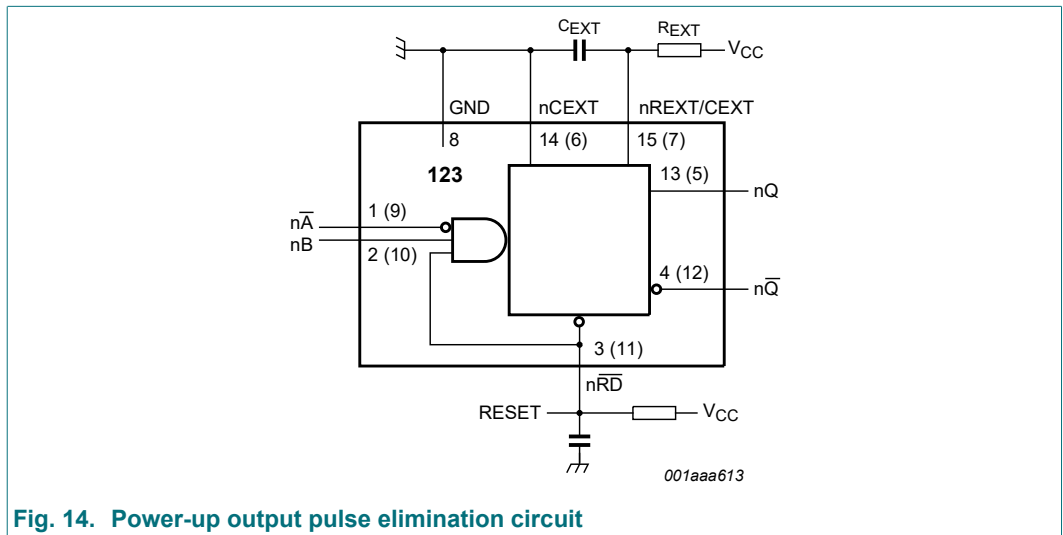 CEXT
REXT
VCC
GND
nCEXT
nREXT/CEXT
8
14 (6)
15 (7)
123
13 (5)
nQ
1 (9)
nA̅
nB
2 (10)
4 (12)
nQ̅
3 (11)
nR̅D̅
RESET
VCC
001aaa613
Fig. 14. Power-up output pulse elimination circuit